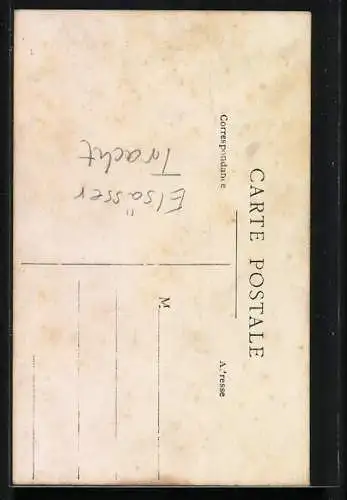 CARTE POSTALE
Correspondance
Adresse
M
Elsässer
Tracht